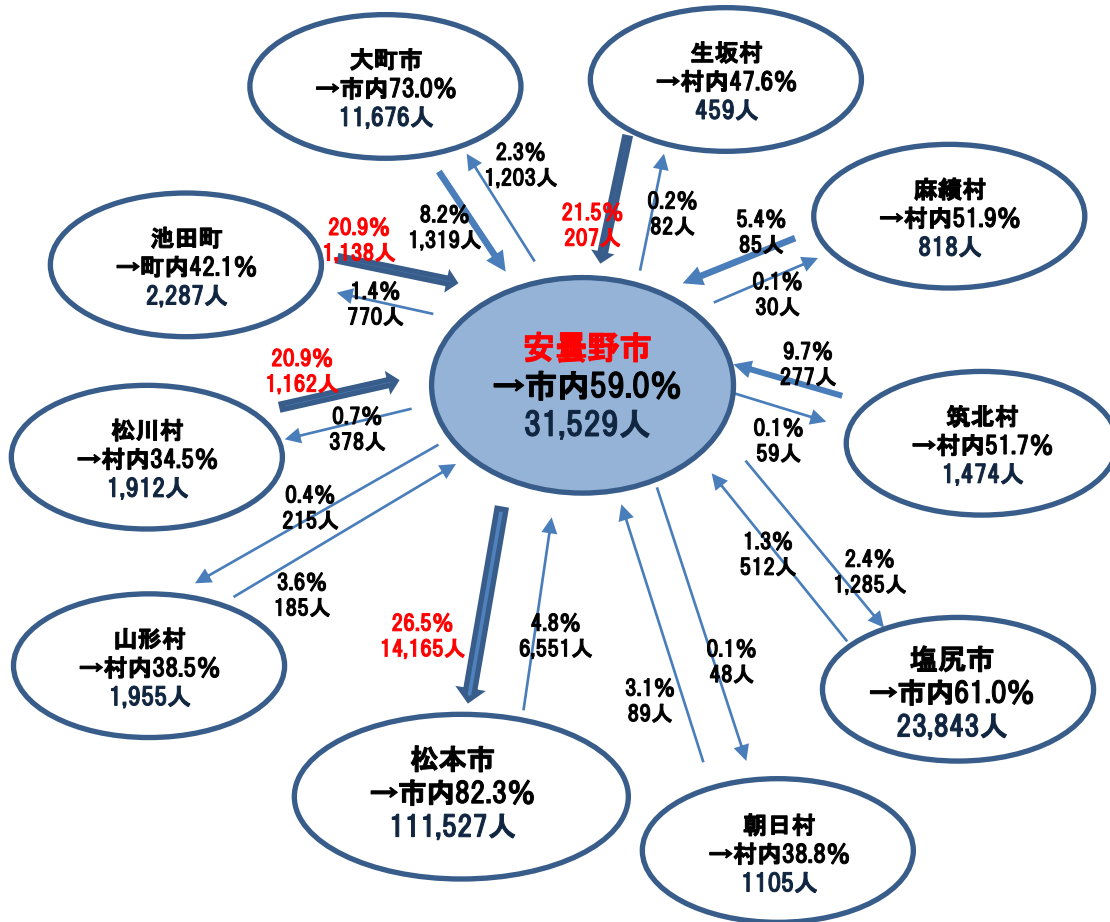 大町市
→市内73.0%
11,676人
生坂村
→村内47.6%
459人
2.3%
1,203人
8.2%
1,319人
21.5%
207人
0.2%
82人
麻績村
→村内51.9%
818人
5.4%
85人
0.1%
30人
池田町
→町内42.1%
2,287人
20.9%
1,138人
1.4%
770人
安曇野市
→市内59.0%
31,529人
20.9%
1,162人
0.7%
378人
9.7%
277人
0.1%
59人
松川村
→村内34.5%
1,912人
筑北村
→村内51.7%
1,474人
0.4%
215人
3.6%
185人
1.3%
512人
2.4%
1,285人
山形村
→村内38.5%
1,955人
26.5%
14,165人
4.8%
6,551人
0.1%
48人
3.1%
89人
塩尻市
→市内61.0%
23,843人
松本市
→市内82.3%
111,527人
朝日村
→村内38.8%
1105人